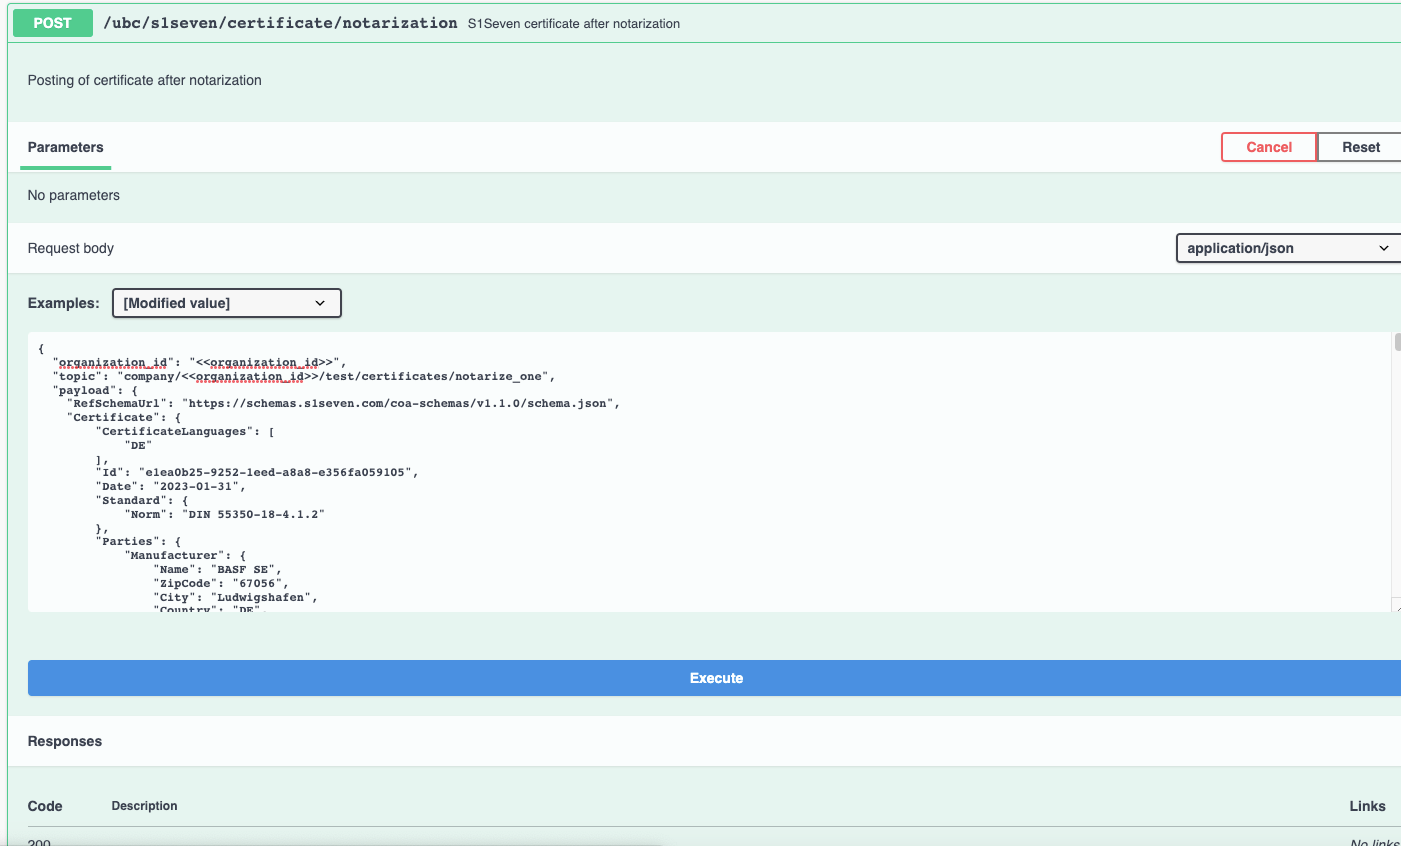 POST /ubc/s1seven/certificate/notarization S1Seven certificate after notarization
Posting of certificate after notarization
Parameters Cancel Reset
No parameters
Request body application/json
Examples: [Modified value]
{
"organization_id": "<<organization_id>>",
"topic": "company/<<organization_id>>/test/certificates/notarize_one",
"payload": {
"RefSchemaUrl": "https://schemas.s1seven.com/coa-schemas/v1.1.0/schema.json",
"Certificate": {
"CertificateLanguages": [
"DE"
],
"Id": "e1ea0b25-9252-1eed-a8a8-e356fa059105",
"Date": "2023-01-31",
"Standard": {
"Norm": "DIN 55350-18-4.1.2"
},
"Parties": {
"Manufacturer": {
"Name": "BASF SE",
"ZipCode": "67056",
"City": "Ludwigshafen",
"Country": "DE",
Execute
Responses
Code Description Links
200 No links